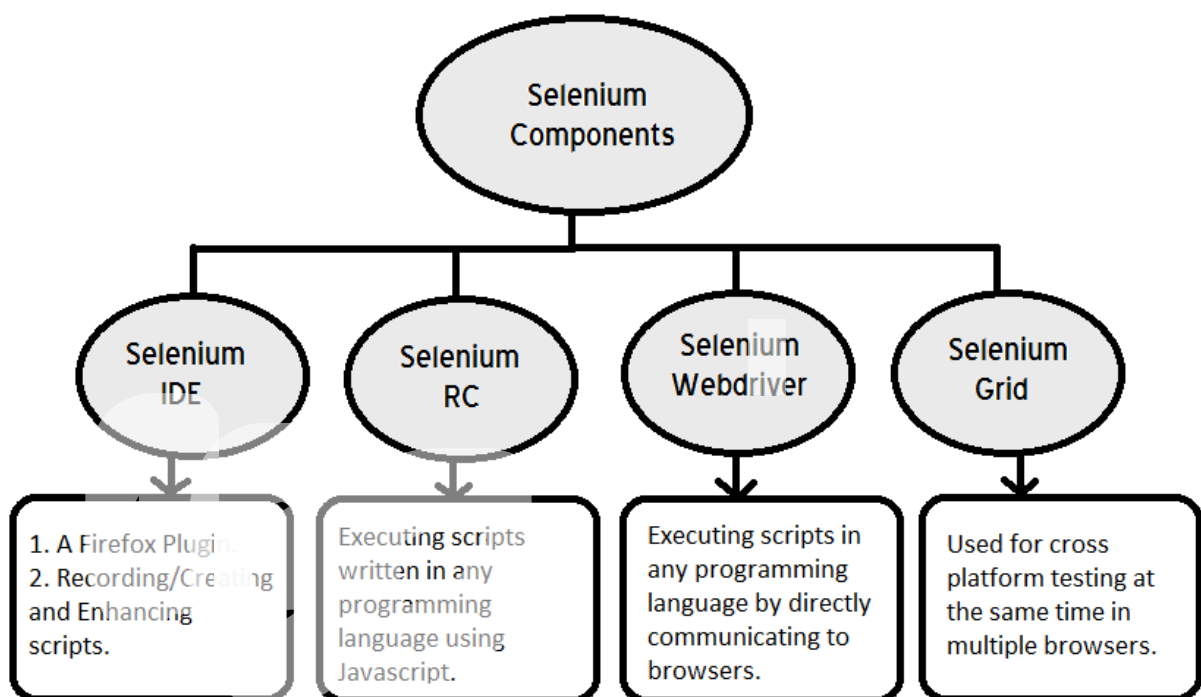 Selenium
Components
Selenium
IDE
Selenium
RC
Selenium
Webdriver
Selenium
Grid
1. A Firefox Plugin.
2. Recording/Creating
and Enhancing
scripts.
Executing scripts
written in any
programming
language using
Javascript.
Executing scripts in
any programming
language by directly
communicating to
browsers.
Used for cross
platform testing at
the same time in
multiple browsers.